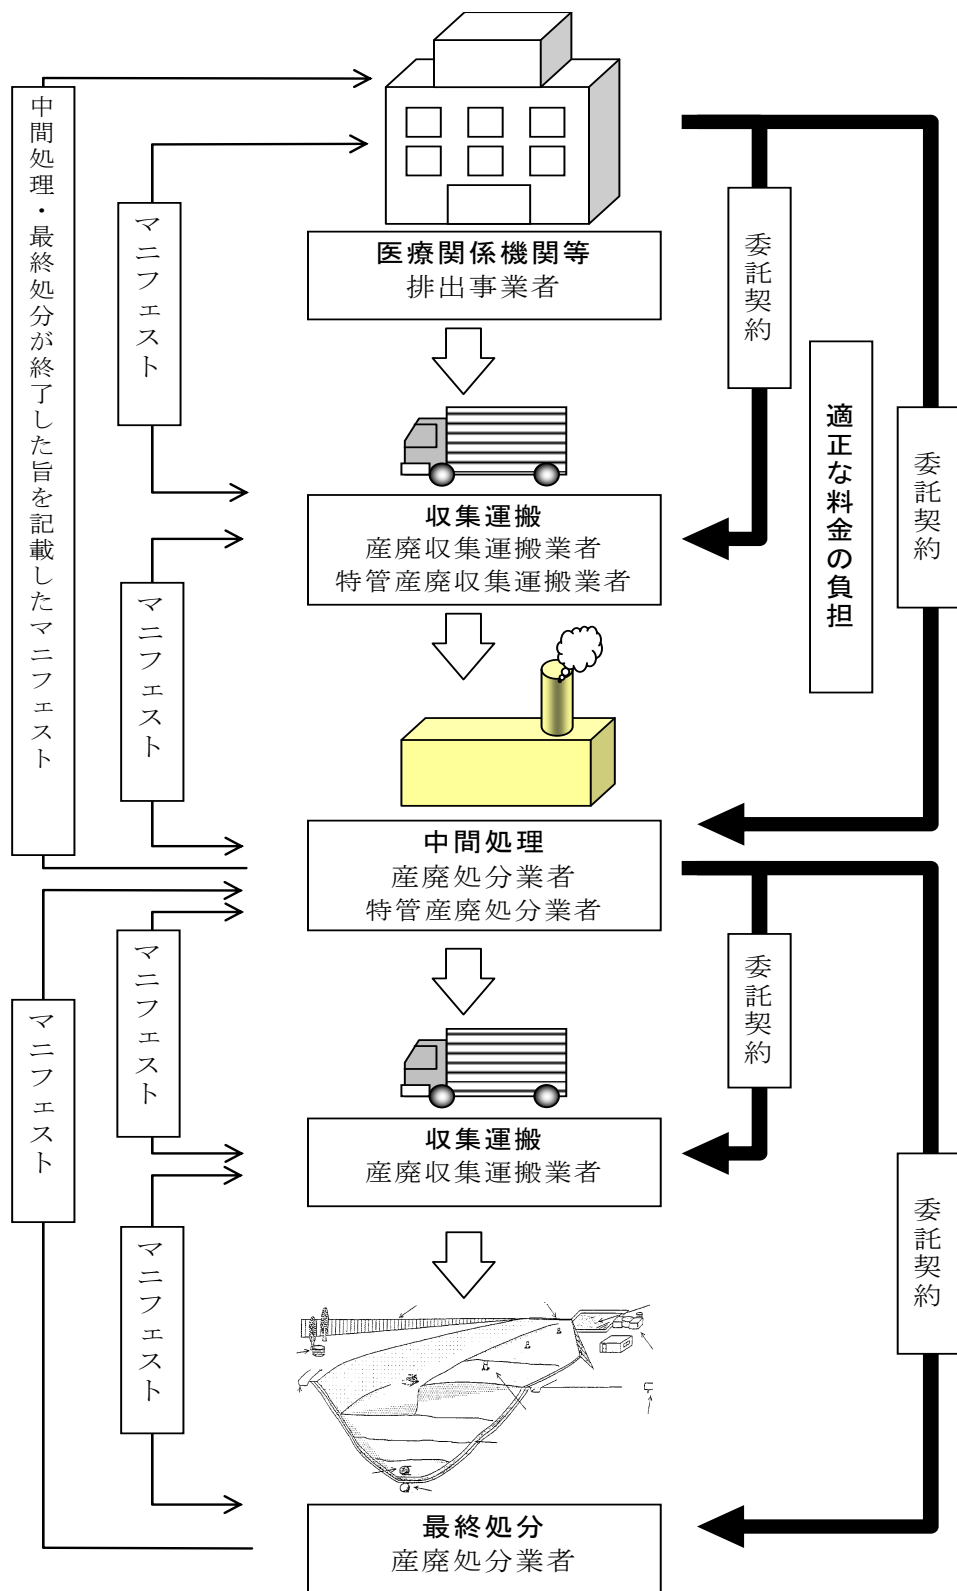 中間処理・最終処分が終了した旨を記載したマニフェスト
マニフェスト
医療関係機関等
排出事業者
委託契約
適正な料金の負担
委託契約
収集運搬
産廃収集運搬業者
特管産廃収集運搬業者
マニフェスト
中間処理
産廃処分業者
特管産廃処分業者
マニフェスト
マニフェスト
委託契約
収集運搬
産廃収集運搬業者
委託契約
マニフェスト
最終処分
産廃処分業者